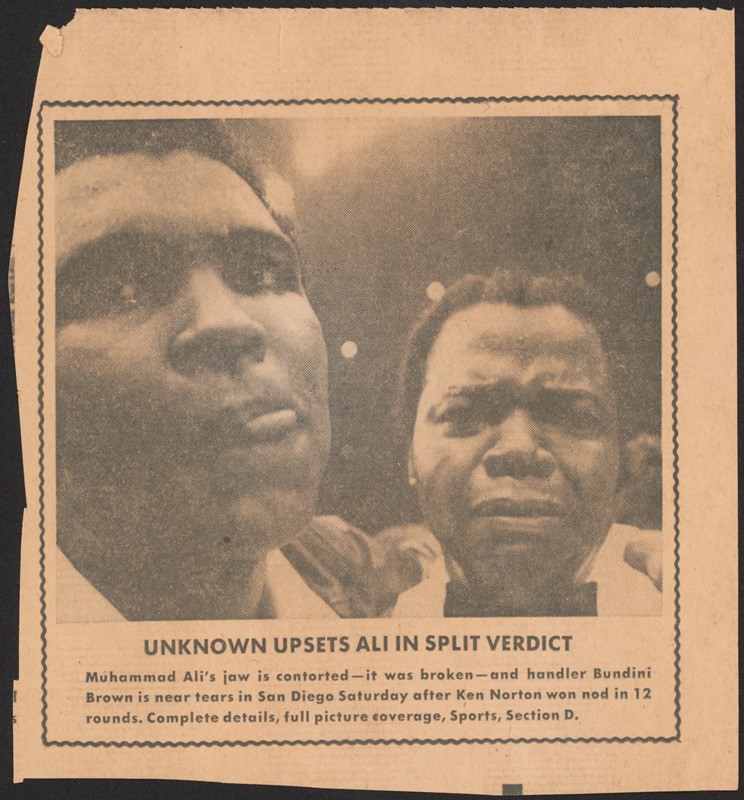 UNKNOWN UPSETS ALI IN SPLIT VERDICT
Muhammad Ali's jaw is contorted—it was broken—and handler Bundini
Brown is near tears in San Diego Saturday after Ken Norton won nod in 12
rounds. Complete details, full picture coverage, Sports, Section D.